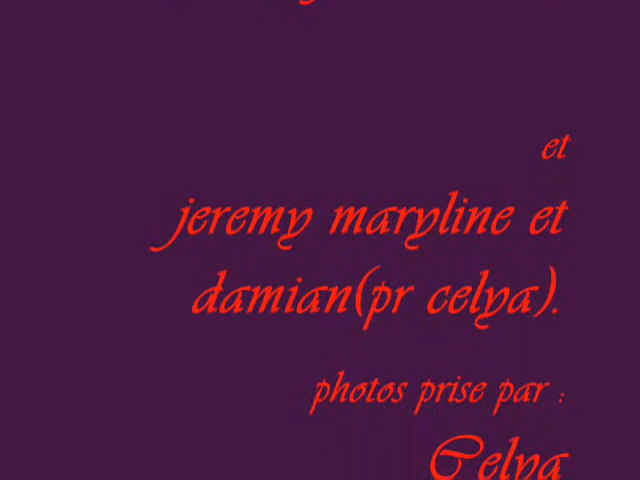 et
jeremy maryline et
damian(pr celya).
photos prise par :
Celya